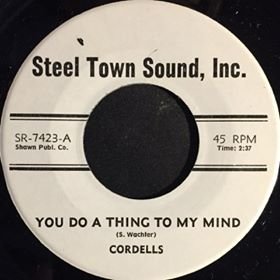 Steel Town Sound, Inc.
SR-7423-A
Shawn Publ. Co.
45 RPM
Time: 2:37
YOU DO A THING TO MY MIND
(S. Wachler)
CORDELLS